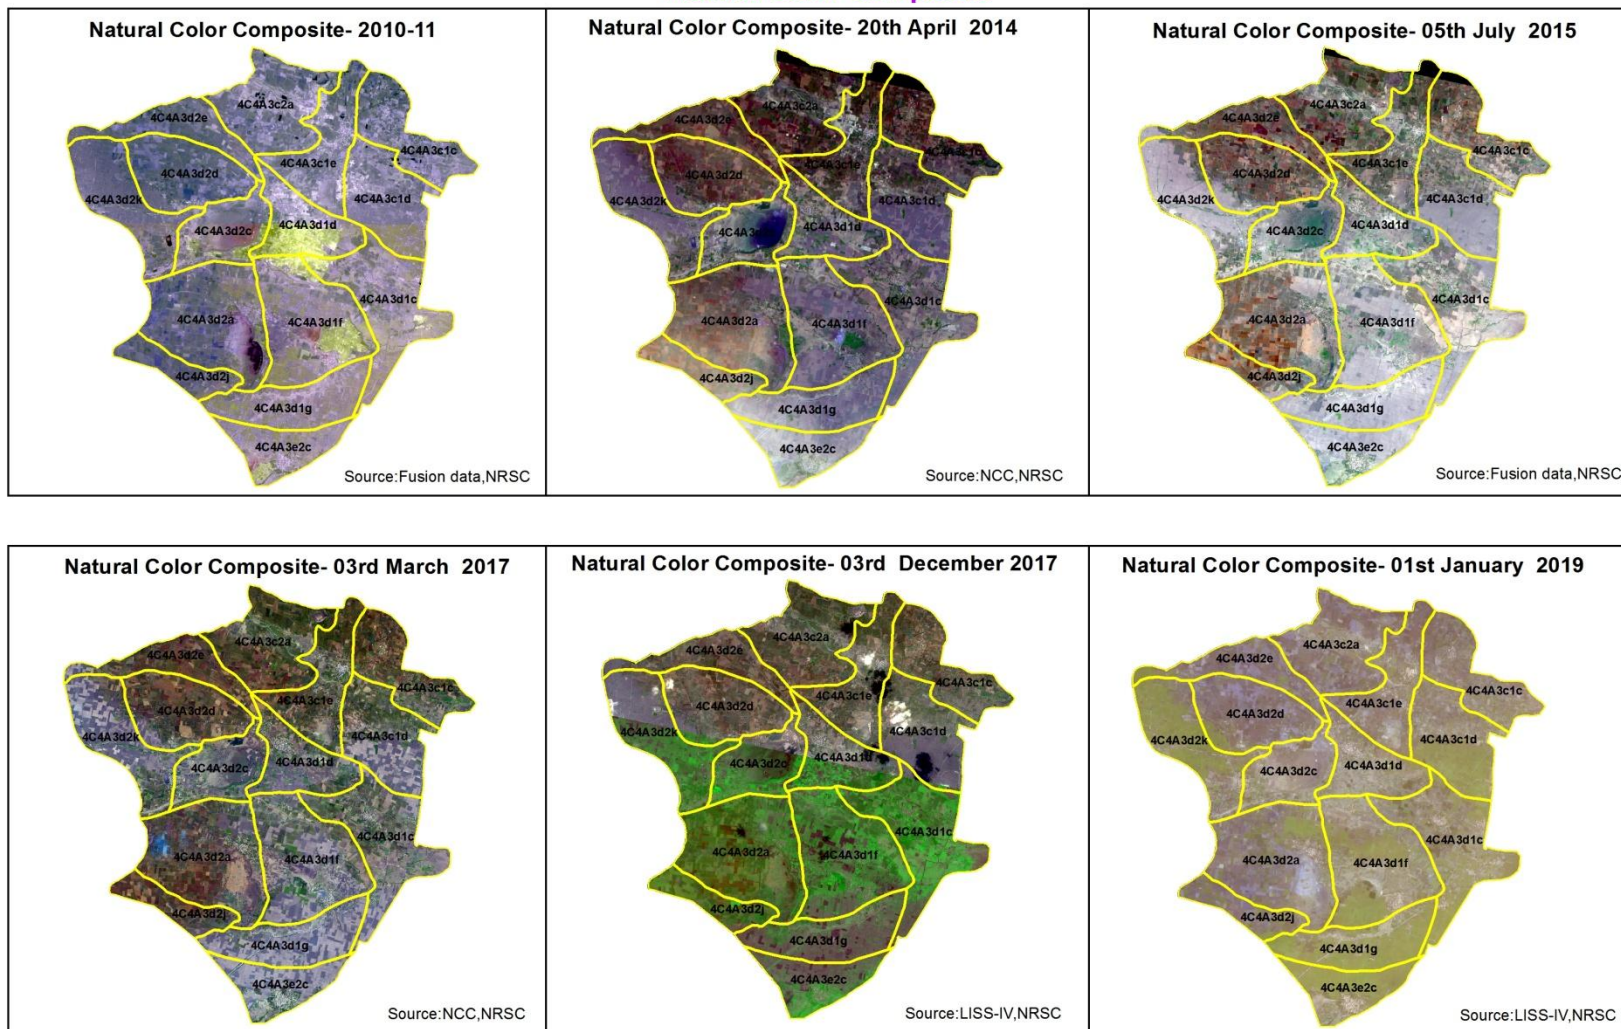 Natural Color Composite- 2010-11
4C4A3c2a
4C4A3d2e
4C4A3c1c
4C4A3c1e
4C4A3d2d
4C4A3d2k
4C4A3c1d
4C4A3d2c
4C4A3d1d
4C4A3d1c
4C4A3d2a
4C4A3d1f
4C4A3d2j
4C4A3d1g
4C4A3e2c
Source:Fusion data,NRSC
Natural Color Composite- 20th April 2014
4C4A3c2a
4C4A3d2e
4C4A3c1c
4C4A3c1e
4C4A3d2d
4C4A3d2k
4C4A3c1d
4C4A3d1d
4C4A3d1c
4C4A3d2a
4C4A3d1f
4C4A3d2j
4C4A3d1g
4C4A3e2c
Source:NCC,NRSC
Natural Color Composite- 05th July 2015
4C4A3c2a
4C4A3d2e
4C4A3c1c
4C4A3c1e
4C4A3d2d
4C4A3d2k
4C4A3c1d
4C4A3d2c
4C4A3d1d
4C4A3d1c
4C4A3d2a
4C4A3d1f
4C4A3d2j
4C4A3d1g
4C4A3e2c
Source:Fusion data,NRSC
Natural Color Composite- 03rd March 2017
4C4A3c2a
4C4A3d2e
4C4A3c1c
4C4A3c1e
4C4A3d2d
4C4A3d2k
4C4A3c1d
4C4A3d2c
4C4A3d1d
4C4A3d1c
4C4A3d2a
4C4A3d1f
4C4A3d2j
4C4A3d1g
4C4A3e2c
Source:NCC,NRSC
Natural Color Composite- 03rd December 2017
4C4A3c2a
4C4A3d2e
4C4A3c1c
4C4A3c1e
4C4A3d2d
4C4A3d2k
4C4A3c1d
4C4A3d2c
4C4A3d1d
4C4A3d1c
4C4A3d2a
4C4A3d1f
4C4A3d2j
4C4A3d1g
4C4A3e2c
Source:LISS-IV,NRSC
Natural Color Composite- 01st January 2019
4C4A3c2a
4C4A3d2e
4C4A3c1c
4C4A3c1e
4C4A3d2d
4C4A3d2k
4C4A3c1d
4C4A3d2c
4C4A3d1d
4C4A3d1c
4C4A3d2a
4C4A3d1f
4C4A3d2j
4C4A3d1g
4C4A3e2c
Source:LISS-IV,NRSC